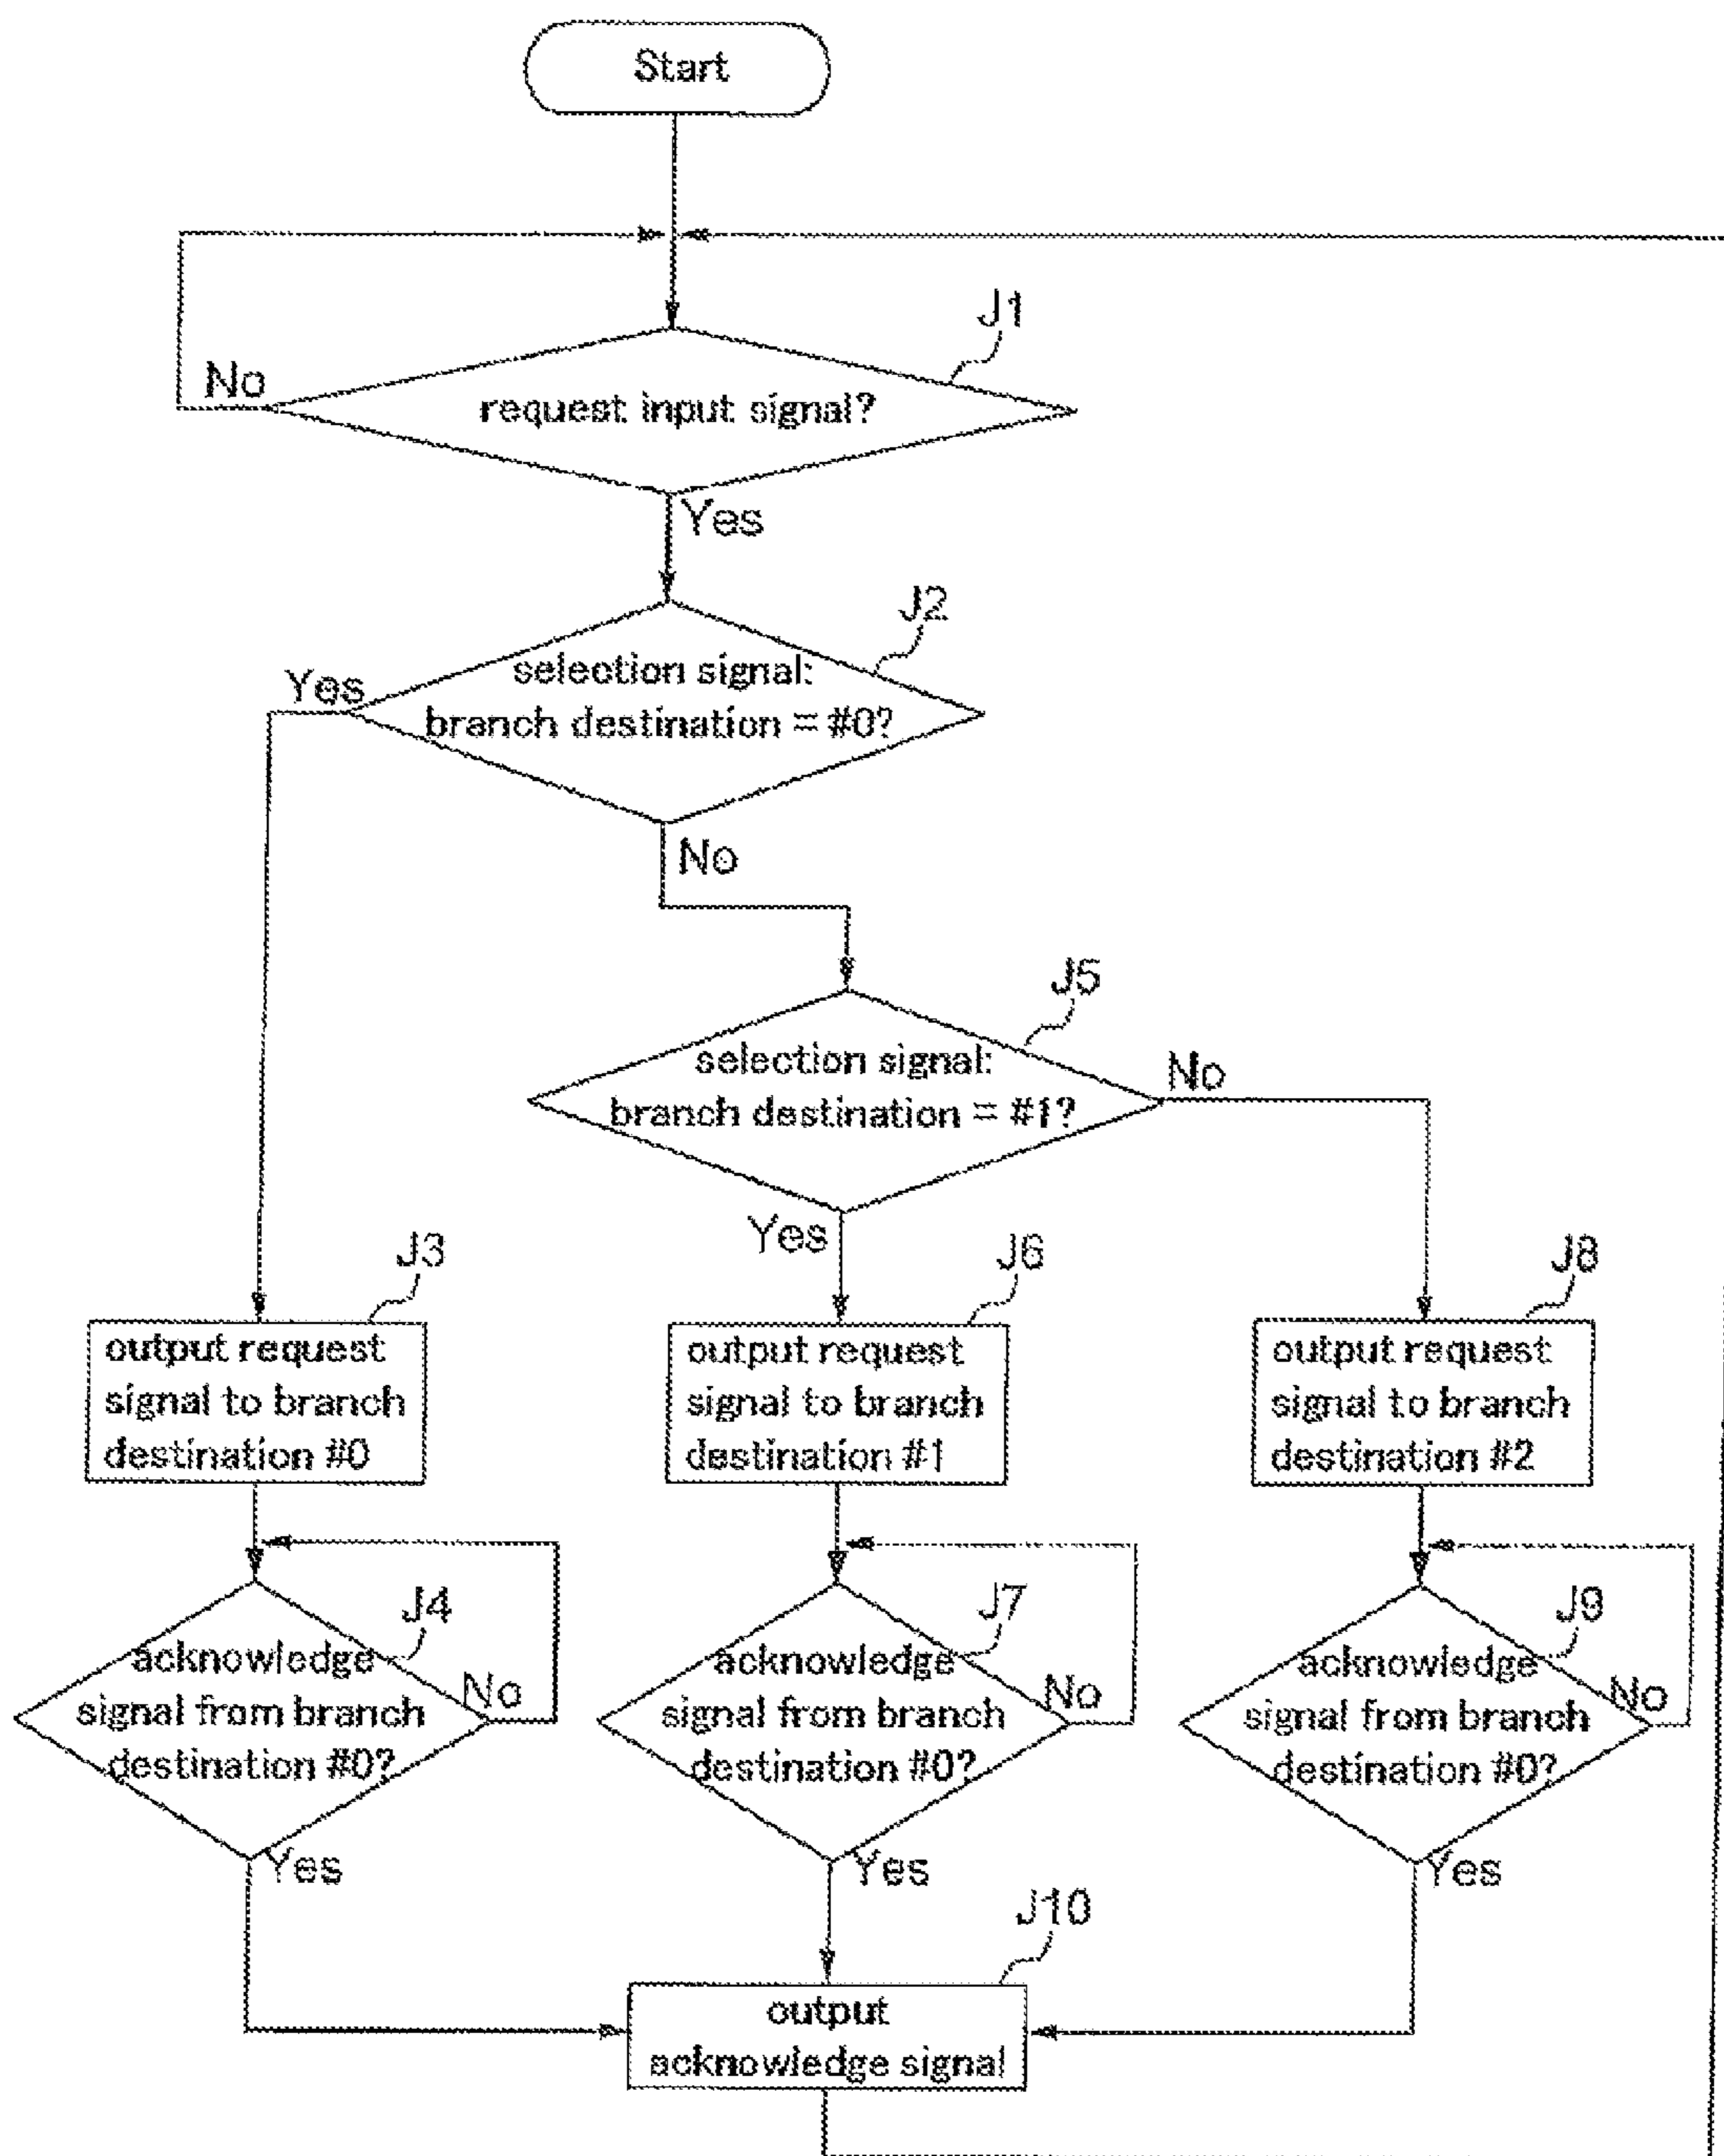 Start
J1
No
request input signal?
Yes
J2
Yes
selection signal:
branch destination = #0?
No
J5
selection signal:
branch destination = #1?
No
Yes
J3
output request
signal to branch
destination #0
J6
output request
signal to branch
destination #1
J8
output request
signal to branch
destination #2
J4
acknowledge
signal from branch
destination #0?
No
Yes
J7
acknowledge
signal from branch
destination #0?
No
Yes
J9
acknowledge
signal from branch
destination #0?
No
Yes
J10
output
acknowledge signal